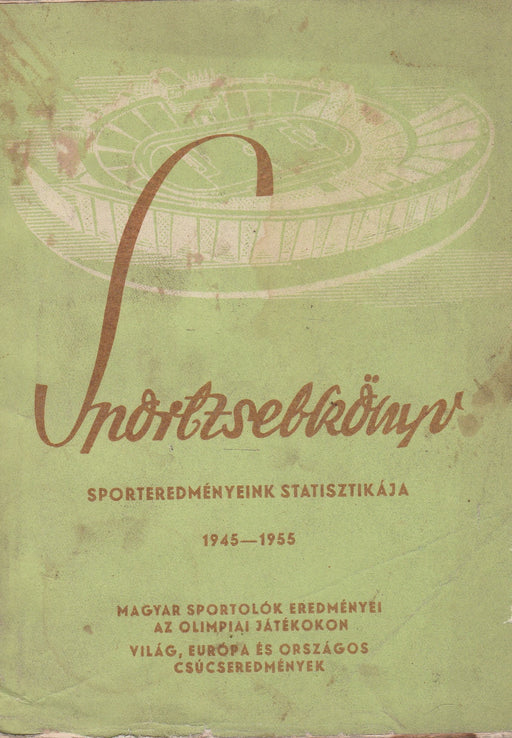 Sportzsebkönyv
SPORTEREDMÉNYEINK STATISZTIKÁJA
1945—1955
MAGYAR SPORTOLÓK EREDMÉNYEI
AZ OLIMPIAI JÁTÉKOKON
VILÁG, EURÓPA ÉS ORSZÁGOS
CSÚCSEREDMÉNYEK